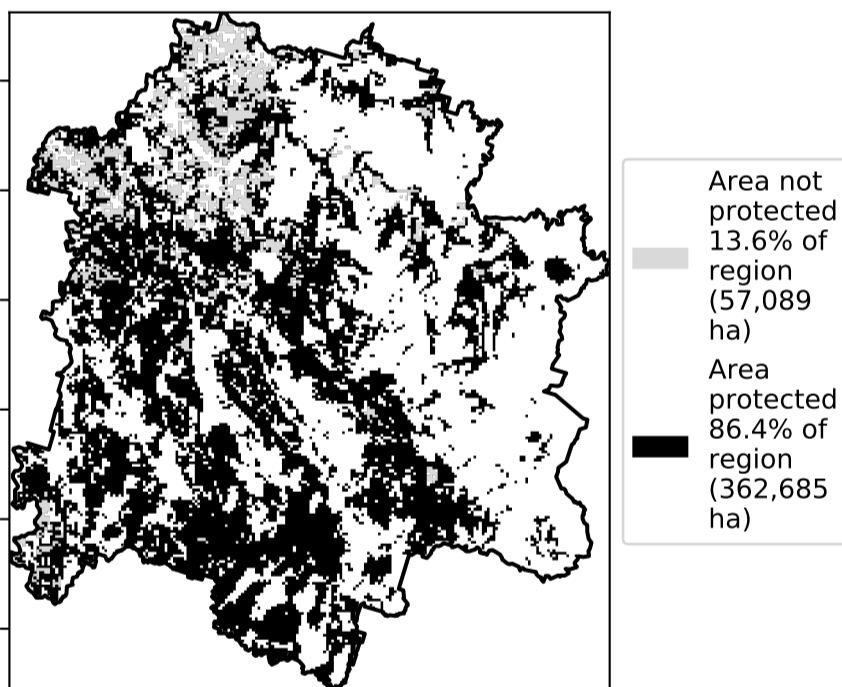 Area not
protected
13.6% of
region
(57,089
ha)
Area
protected
86.4% of
region
(362,685
ha)